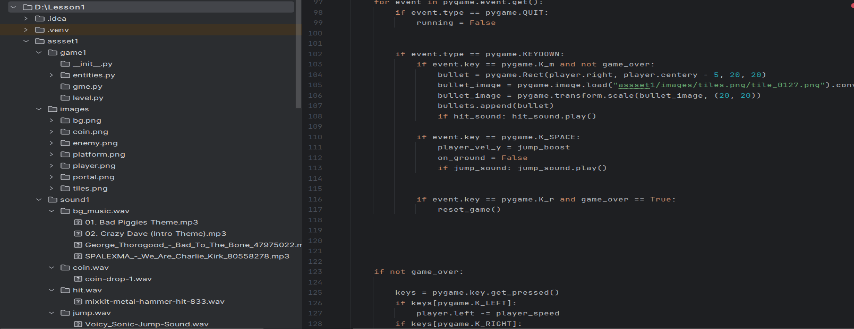 D:\Lesson1
.idea
.venv
assset1
game1
__init__.py
entities.py
gme.py
level.py
images
bg.png
coin.png
enemy.png
platform.png
player.png
portal.png
tiles.png
sound1
bg_music.wav
01. Bad Piggies Theme.mp3
02. Crazy Dave (Intro Theme).mp3
George_Thorogood_-_Bad_To_The_Bone_47975022.m
SPALEXMA_-_We_Are_Charlie_Kirk_80558278.mp3
coin.wav
coin-drop-1.wav
hit.wav
mixkit-metal-hammer-hit-833.wav
jump.wav
Voicy_Sonic-Jump-Sound.wav
97 for event in pygame.event.get():
98 if event.type == pygame.QUIT:
99 running = False
100
101
102 if event.type == pygame.KEYDOWN:
103 if event.key == pygame.K_m and not game_over:
104 bullet = pygame.Rect(player.right, player.centery - 5, 20, 20)
105 bullet_image = pygame.image.load("assset1/images/tiles.png/tile_0127.png").conv
106 bullet_image = pygame.transform.scale(bullet_image, (20, 20))
107 bullets.append(bullet)
108 if hit_sound: hit_sound.play()
109
110 if event.key == pygame.K_SPACE:
111 player_vel_y = jump_boost
112 on_ground = False
113 if jump_sound: jump_sound.play()
114
115
116 if event.key == pygame.K_r and game_over == True:
117 reset_game()
118
119
120
121
122
123 if not game_over:
124
125 keys = pygame.key.get_pressed()
126 if keys[pygame.K_LEFT]:
127 player.left -= player_speed
128 if keys[pygame.K_RIGHT]: